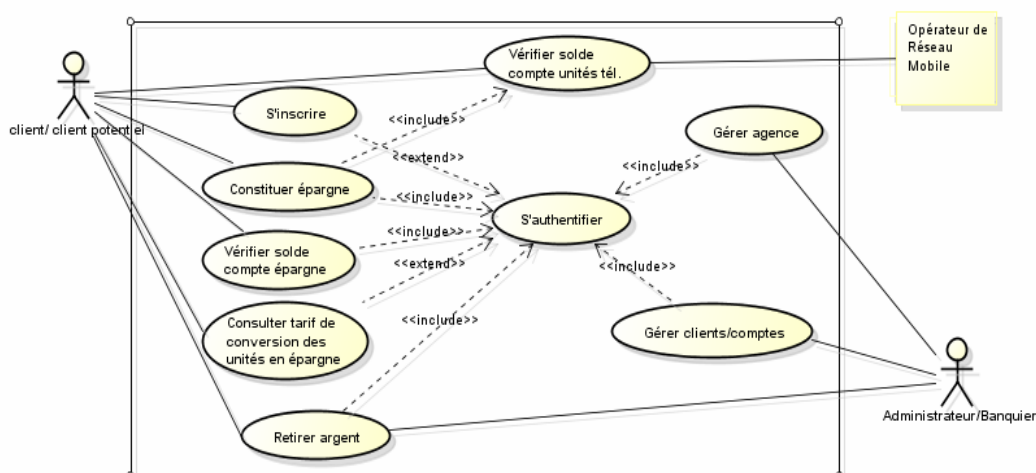 Vérifier solde
compte unités tél.
Opérateur de
Réseau
Mobile
client/ client potentiel
S'inscrire
<<include>>
Gérer agence
<<extend>>
<<include>>
Constituer épargne
<<include>>
S'authentifier
<<include>>
Vérifier solde
compte épargne
<<extend>>
<<include>>
Consulter tarif de
conversion des
unités en épargne
<<include>>
Gérer clients/comptes
Administrateur/Banquier
Retirer argent